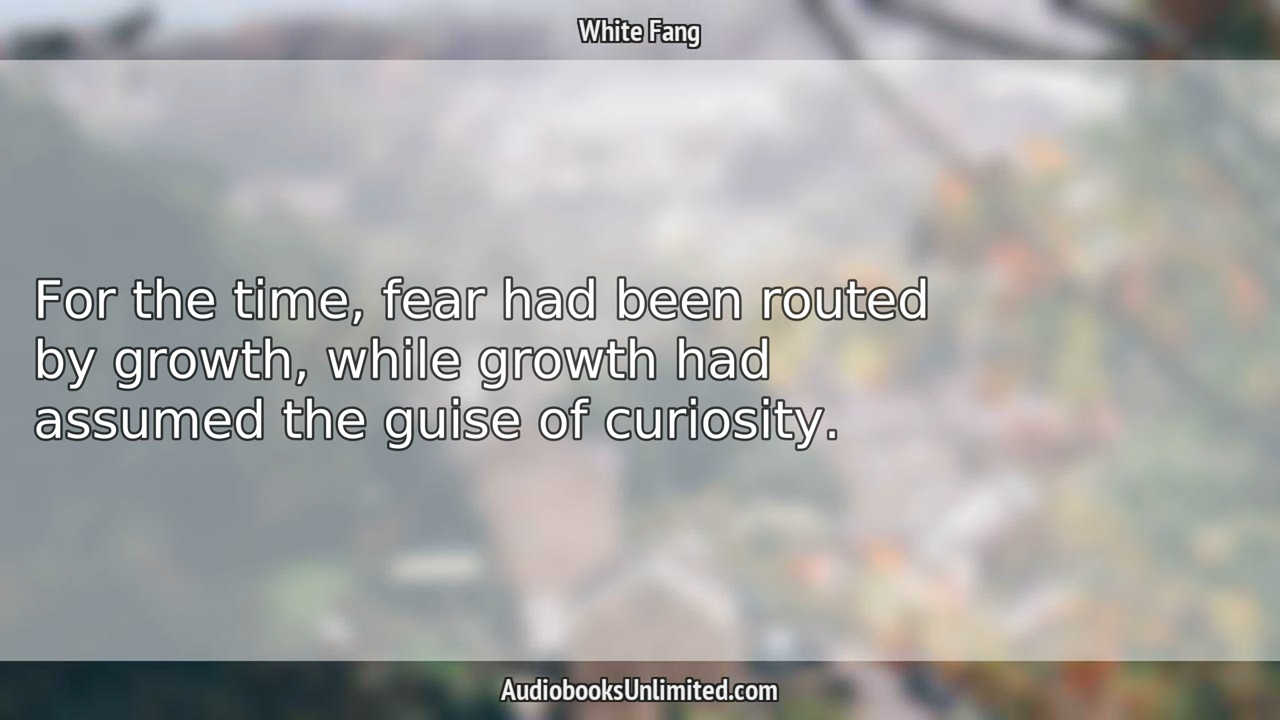 White Fang
For the time, fear had been routed
by growth, while growth had
assumed the guise of curiosity.
AudiobooksUnlimited.com